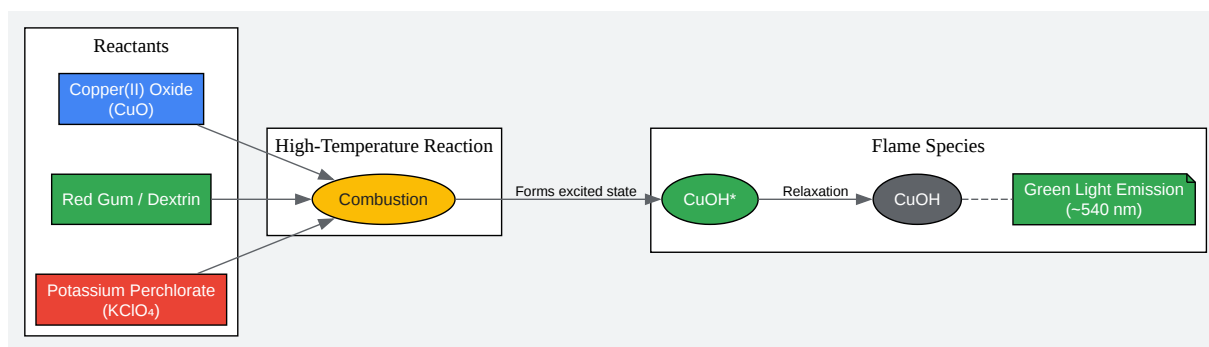 Reactants
Copper(II) Oxide
(CuO)
Red Gum / Dextrin
Potassium Perchlorate
(KClO₄)
High-Temperature Reaction
Combustion
Forms excited state
Flame Species
CuOH*
Relaxation
CuOH
Green Light Emission
(~540 nm)